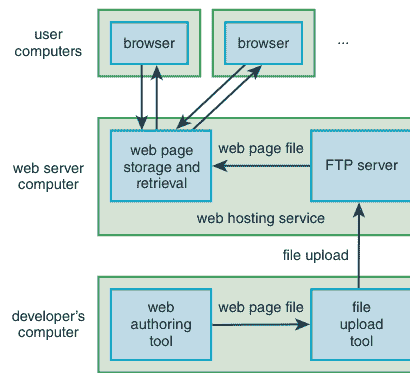 user
computers
browser
browser
...
web server
computer
web page
storage and
retrieval
web page file
FTP server
web hosting service
file upload
developer's
computer
web
authoring
tool
web page file
file
upload
tool